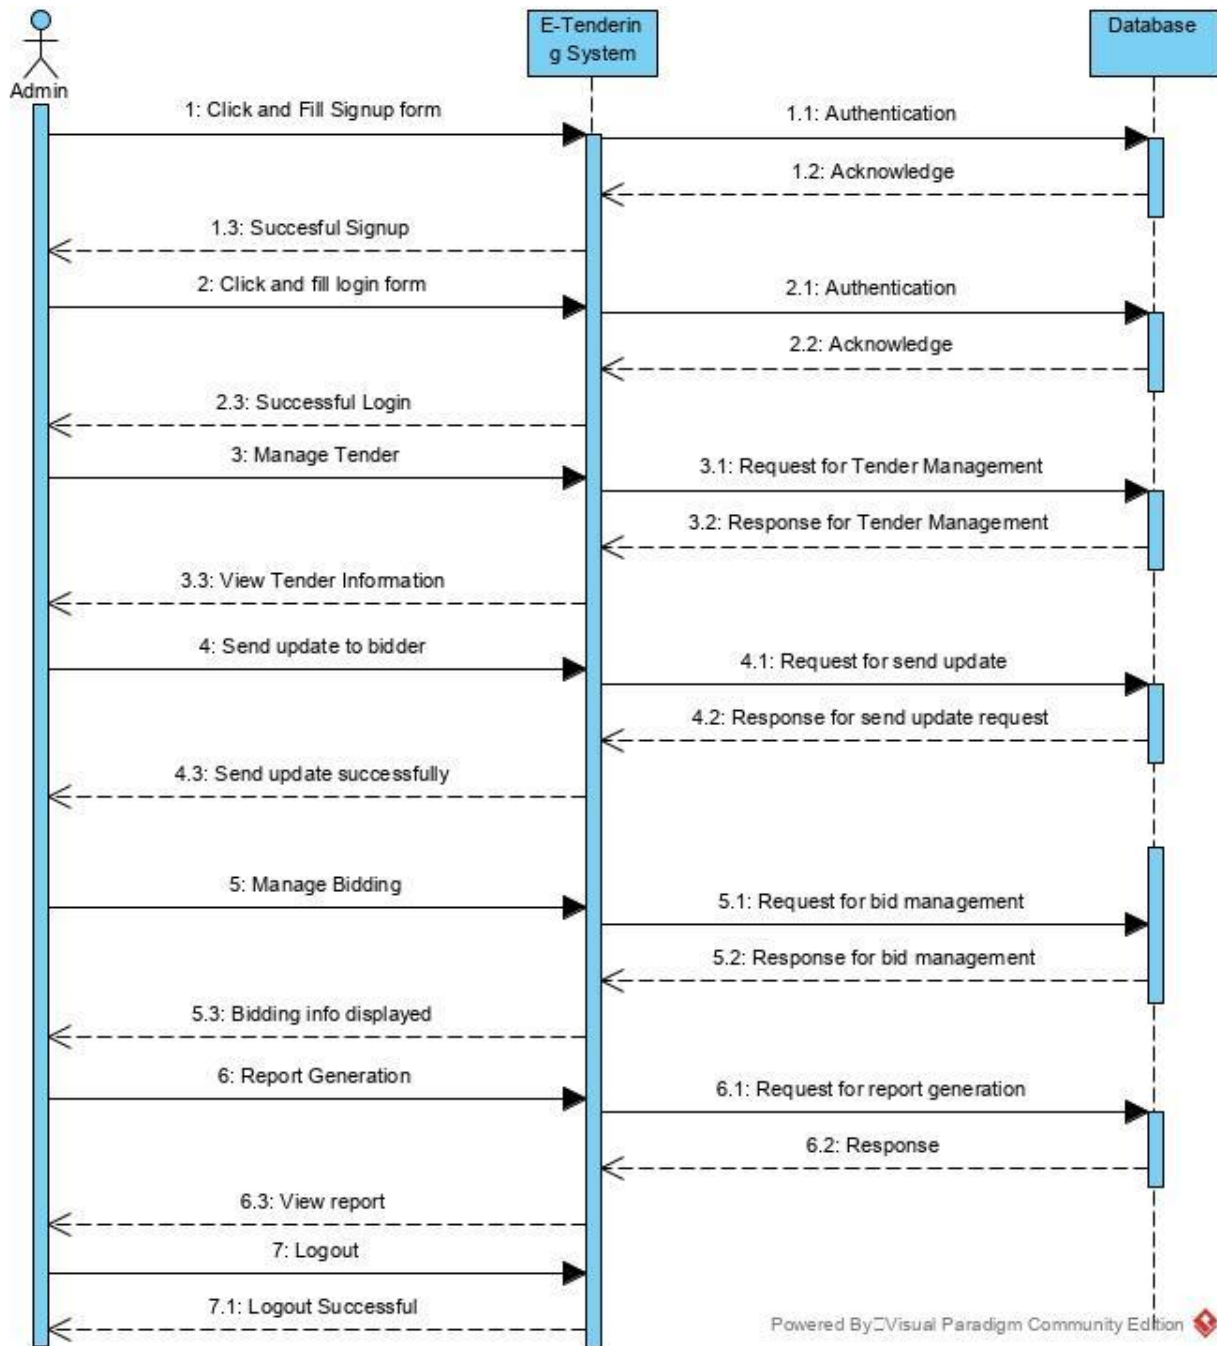 E-Tenderin
g System
Database
Admin
1: Click and Fill Signup form
1.1: Authentication
1.2: Acknowledge
1.3: Succesful Signup
2: Click and fill login form
2.1: Authentication
2.2: Acknowledge
2.3: Successful Login
3: Manage Tender
3.1: Request for Tender Management
3.2: Response for Tender Management
3.3: View Tender Information
4: Send update to bidder
4.1: Request for send update
4.2: Response for send update request
4.3: Send update successfully
5: Manage Bidding
5.1: Request for bid management
5.2: Response for bid management
5.3: Bidding info displayed
6: Report Generation
6.1: Request for report generation
6.2: Response
6.3: View report
7: Logout
7.1: Logout Successful
Powered By Visual Paradigm Community Edition